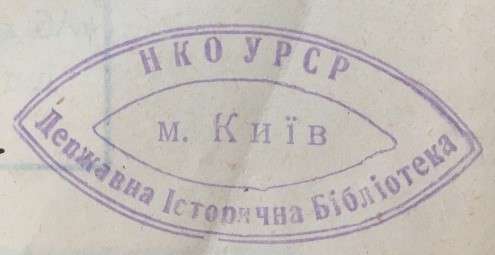 НКО УРСР
м. Київ
Державна Історична Бібліотека